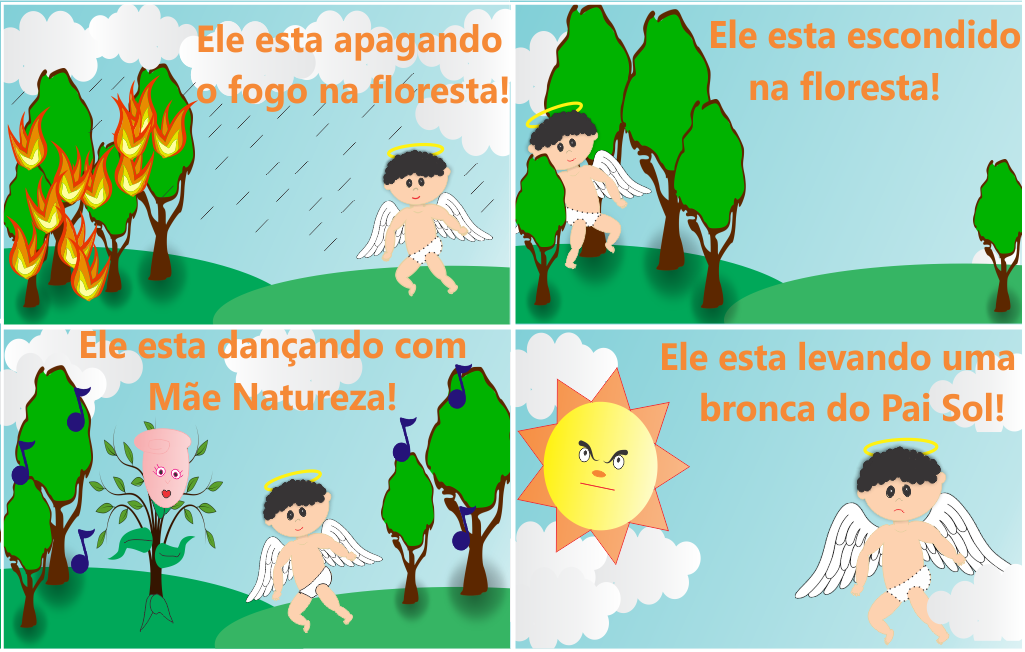 Ele esta apagando
o fogo na floresta!
Ele esta escondido
na floresta!
Ele esta dançando com
Mãe Natureza!
Ele esta levando uma
bronca do Pai Sol!